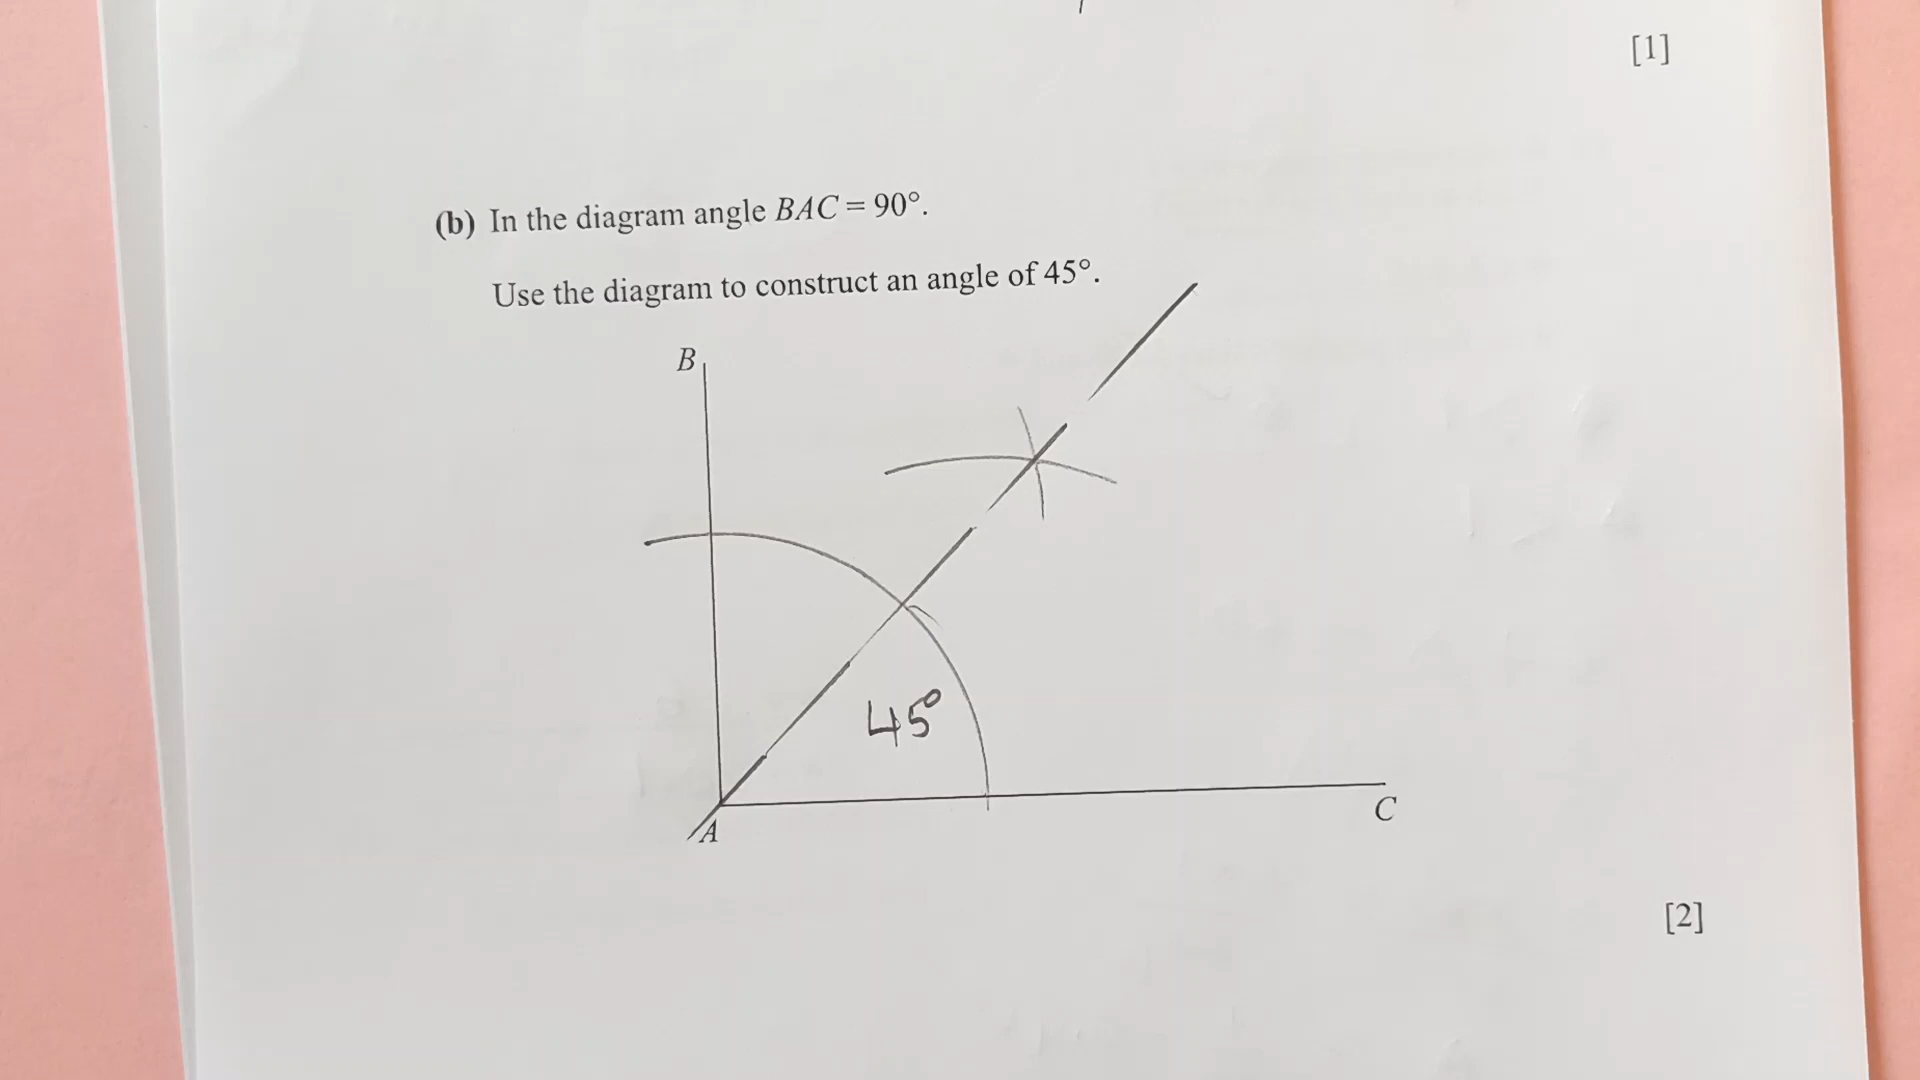 [1]
(b) In the diagram angle BAC = 90°.
Use the diagram to construct an angle of 45°.
B
45°
A
C
[2]